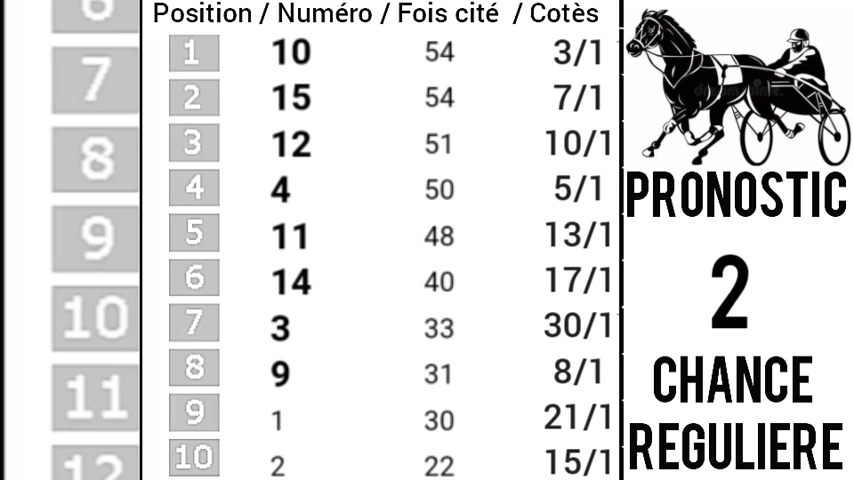 6
7
8
9
10
11
12
Position / Numéro / Fois cité / Cotès
1 10 54 3/1
2 15 54 7/1
3 12 51 10/1
4 4 50 5/1
5 11 48 13/1
6 14 40 17/1
7 3 33 30/1
8 9 31 8/1
9 1 30 21/1
10 2 22 15/1
PRONOSTIC
2
CHANCE
REGULIERE